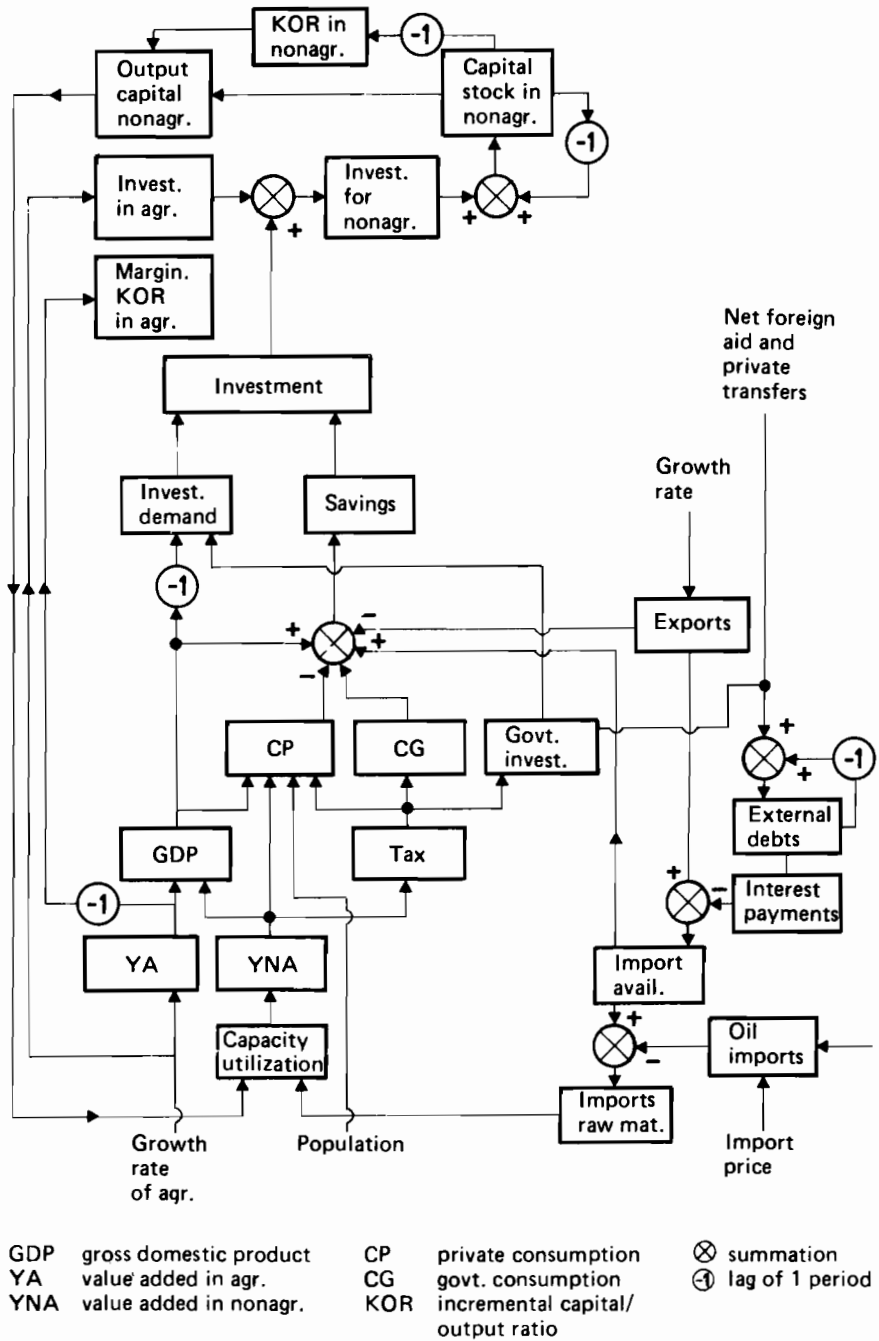 KOR in
nonagr.
-1
Output
capital
nonagr.
Capital
stock in
nonagr.
-1
Invest.
in agr.
+
Invest.
for
nonagr.
+
+
Margin.
KOR
in agr.
Net foreign
aid and
private
transfers
Investment
Growth
rate
Invest.
demand
Savings
-1
Exports
+
−
+
−
CP
CG
Govt.
invest.
+
+
-1
External
debts
GDP
Tax
+
−
Interest
payments
-1
YA
YNA
Import
avail.
+
−
Capacity
utilization
Oil
imports
Imports
raw mat.
Growth
rate
of agr.
Population
Import
price
GDP gross domestic product
YA value added in agr.
YNA value added in nonagr.
CP private consumption
CG govt. consumption
KOR incremental capital/
output ratio
summation
-1 lag of 1 period